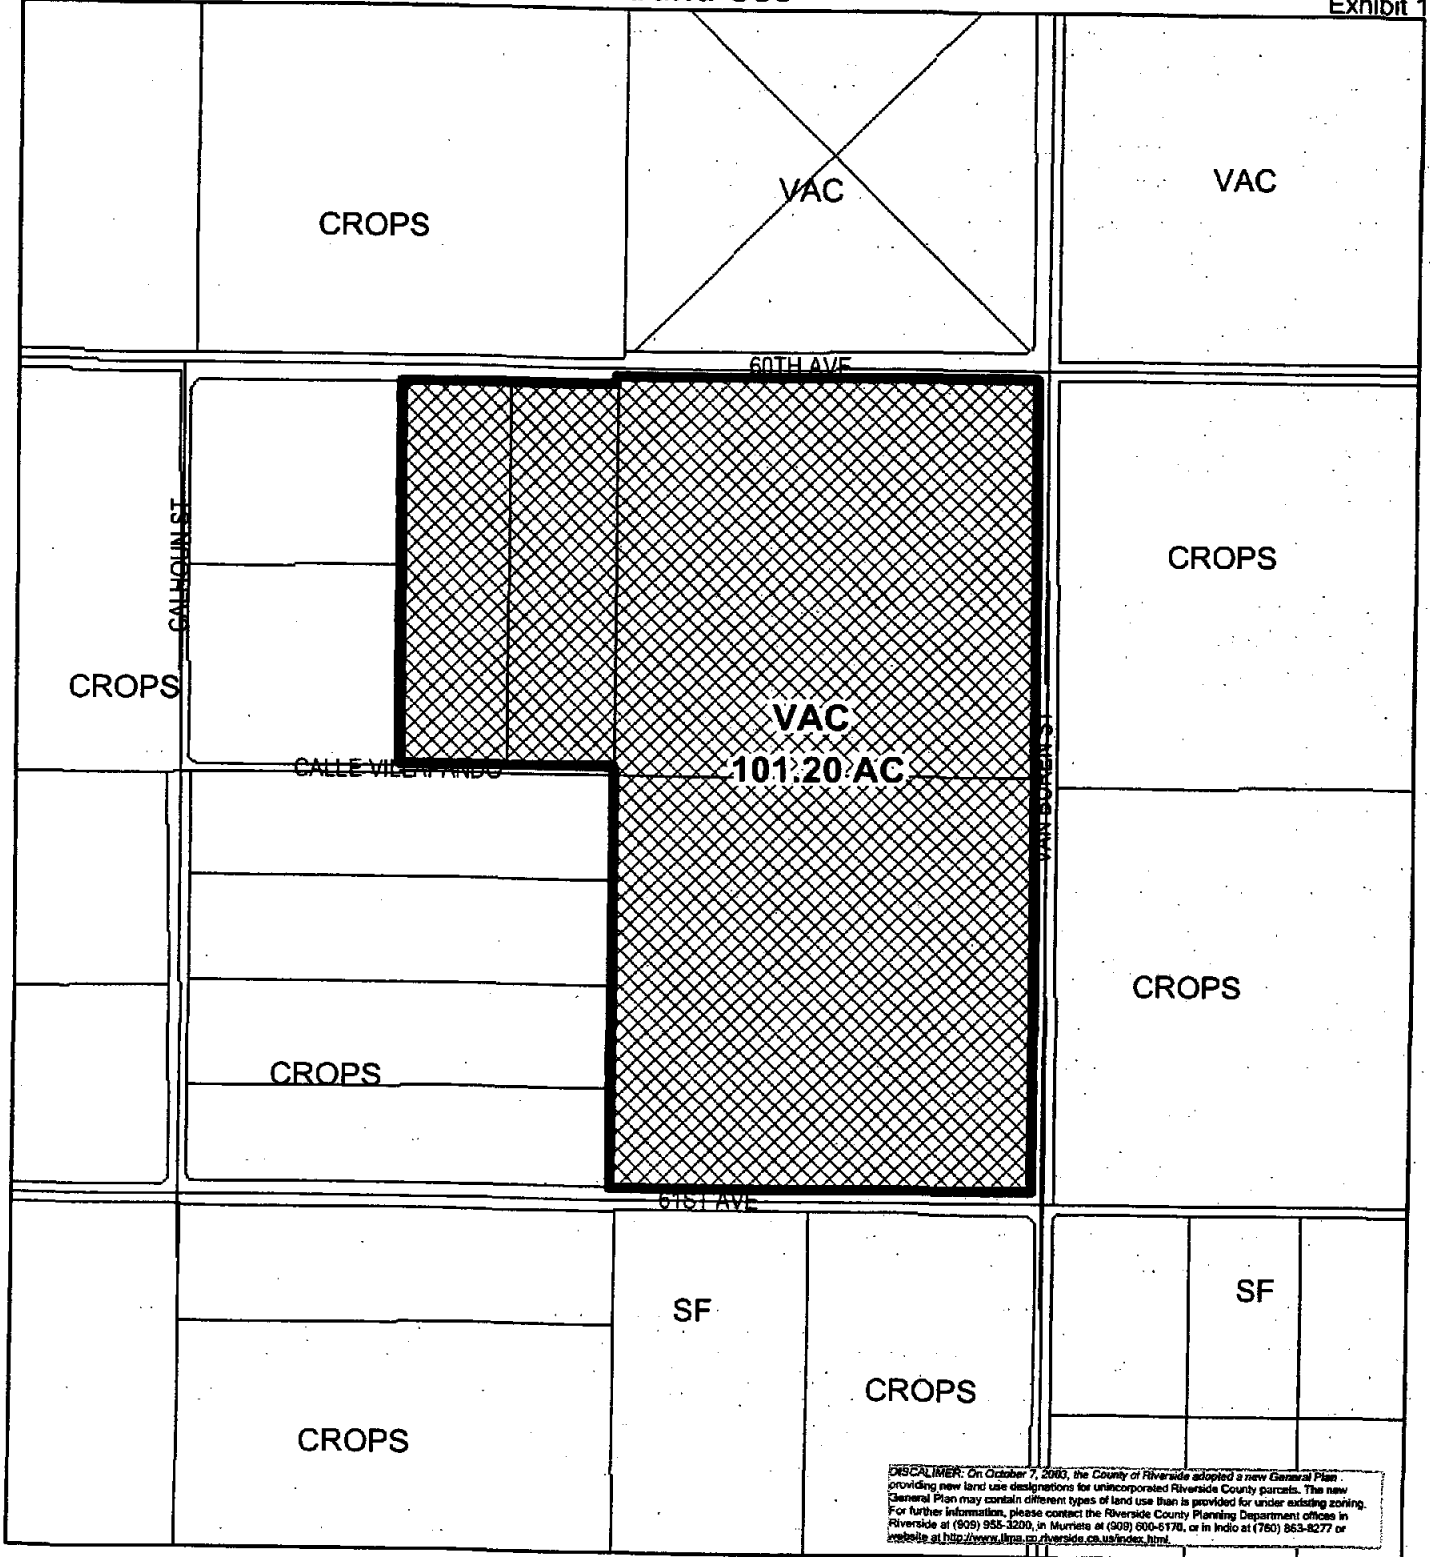 Exhibit 1
CROPS
VAC
VAC
60TH AVE
CALHOUN ST
CROPS
CROPS
VAC
101.20 AC
VAN BUREN ST
CALLE VILLAPANDO
CROPS
CROPS
61ST AVE
SF
SF
CROPS
CROPS
DISCALIMER: On October 7, 2003, the County of Riverside adopted a new General Plan
providing new land use designations for unincorporated Riverside County parcels. The new
General Plan may contain different types of land use than is provided for under existing zoning.
For further information, please contact the Riverside County Planning Department offices in
Riverside at (909) 955-3200, in Murrieta at (909) 600-6170, or in Indio at (760) 863-8277 or
website at http://www.tlma.co.riverside.ca.us/index.html.